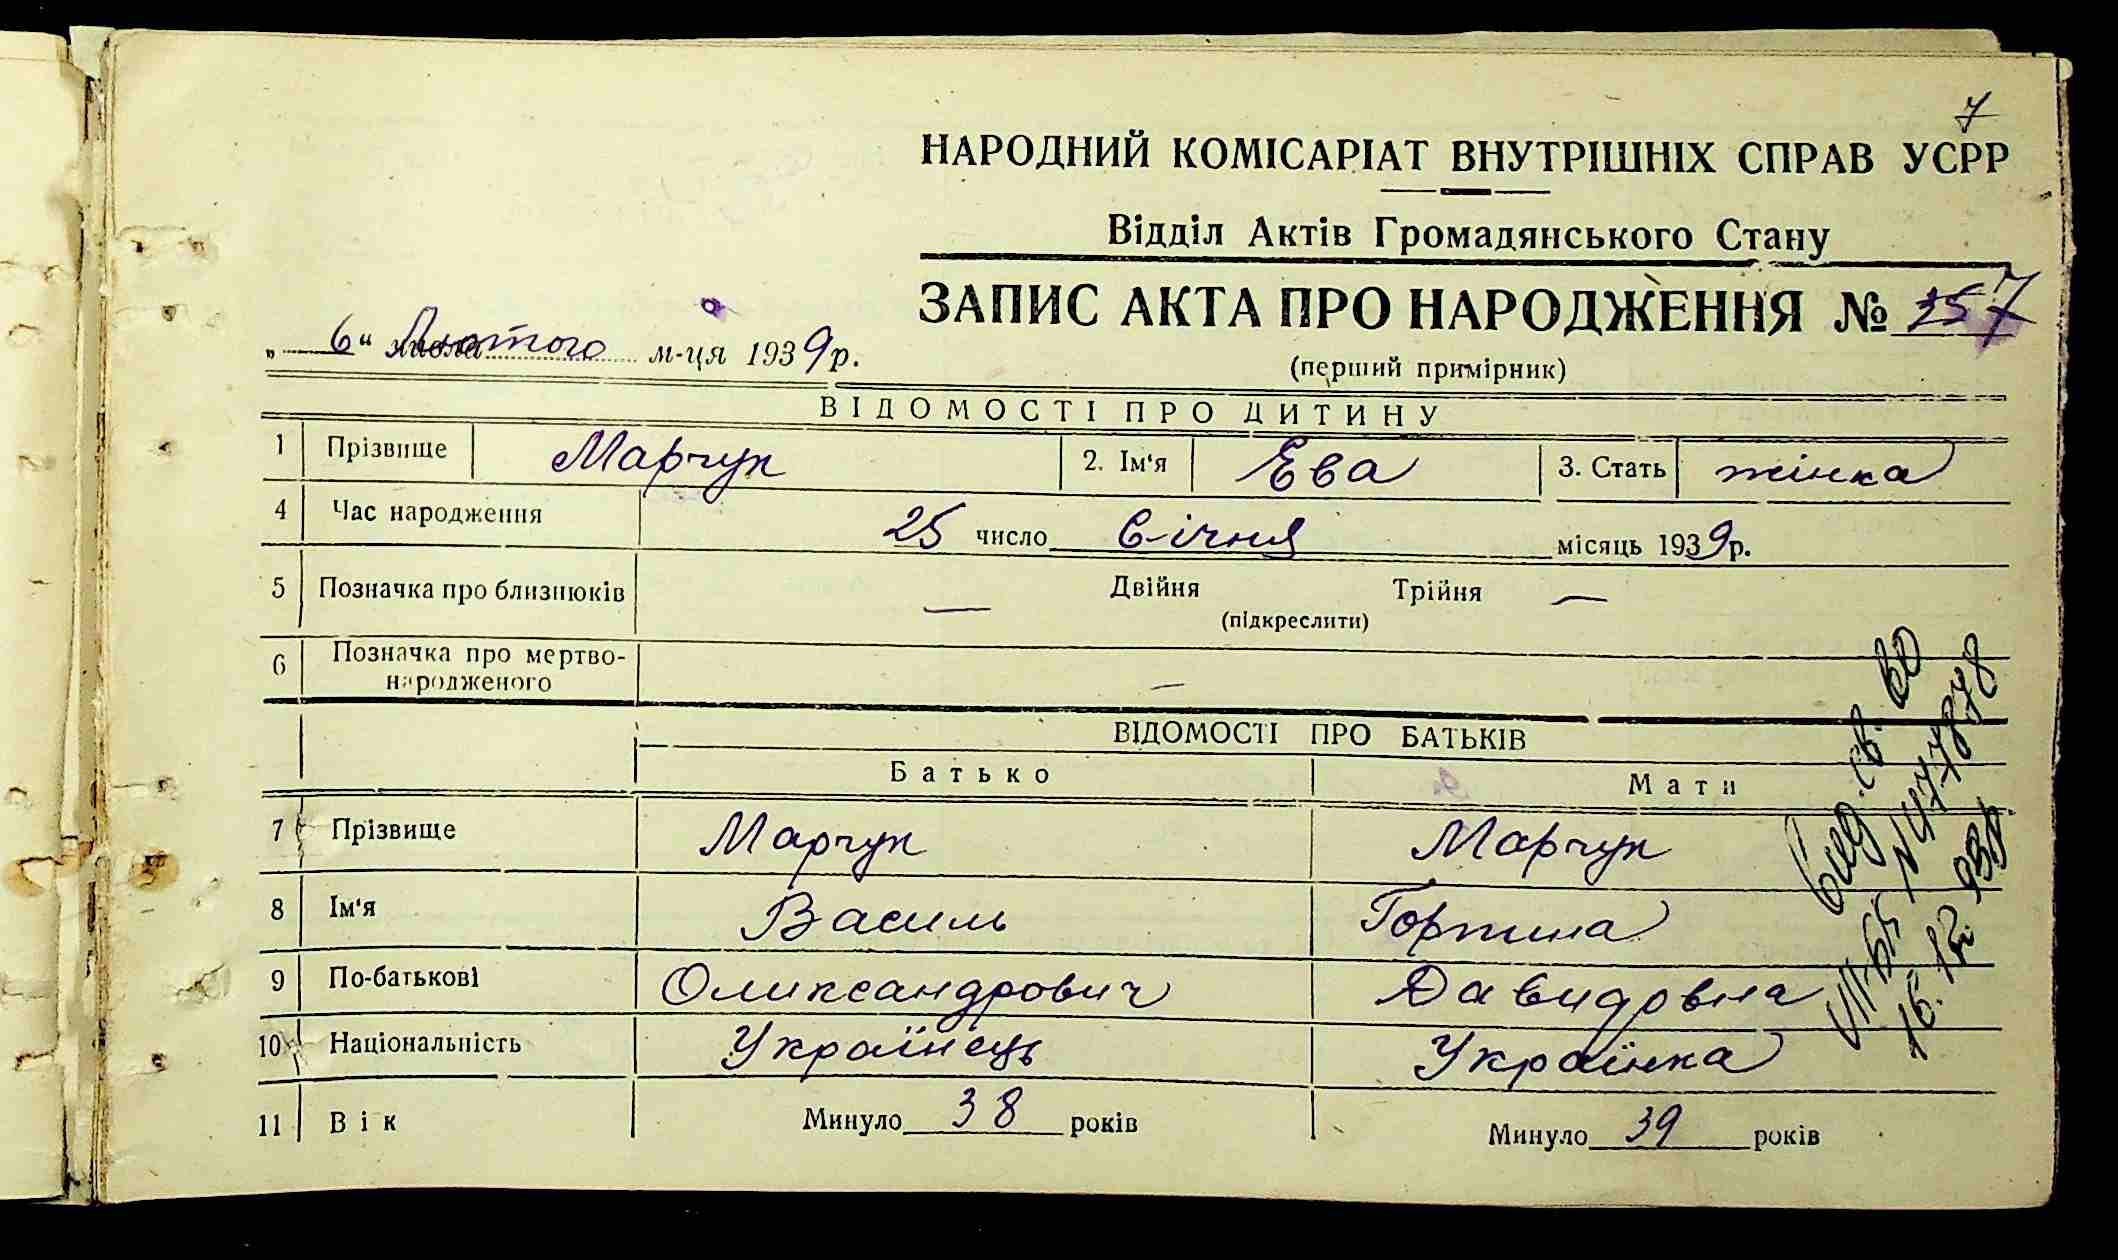 7
НАРОДНИЙ КОМІСАРІАТ ВНУТРІШНІХ СПРАВ УСРР
Відділ Актів Громадянського Стану
ЗАПИС АКТА ПРО НАРОДЖЕННЯ № 7
„6“ Лютого м-ця 1939р.
(перший примірник)
ВІДОМОСТІ ПРО ДИТИНУ
1 Прізвище Марчук 2. Ім'я Ева 3. Стать жінка
4 Час народження 25 число Січня місяць 1939р.
5 Позначка про близнюків — Двійня Трійня —
(підкреслити)
6 Позначка про мертво-
народженого —
ВІДОМОСТІ ПРО БАТЬКІВ
Батько Мати
7 Прізвище Марчук Марчук
8 Ім'я Василь Горпина
9 По-батькові Олександрович Давидовна
10 Національність Українець Українка
11 Вік Минуло 38 років Минуло 39 років